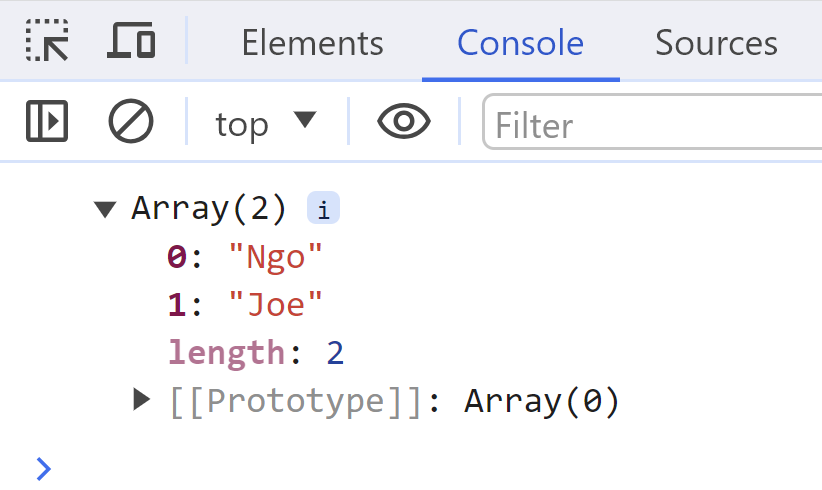 Elements Console Sources
top Filter
Array(2) i
0: "Ngo"
1: "Joe"
length: 2
[[Prototype]]: Array(0)